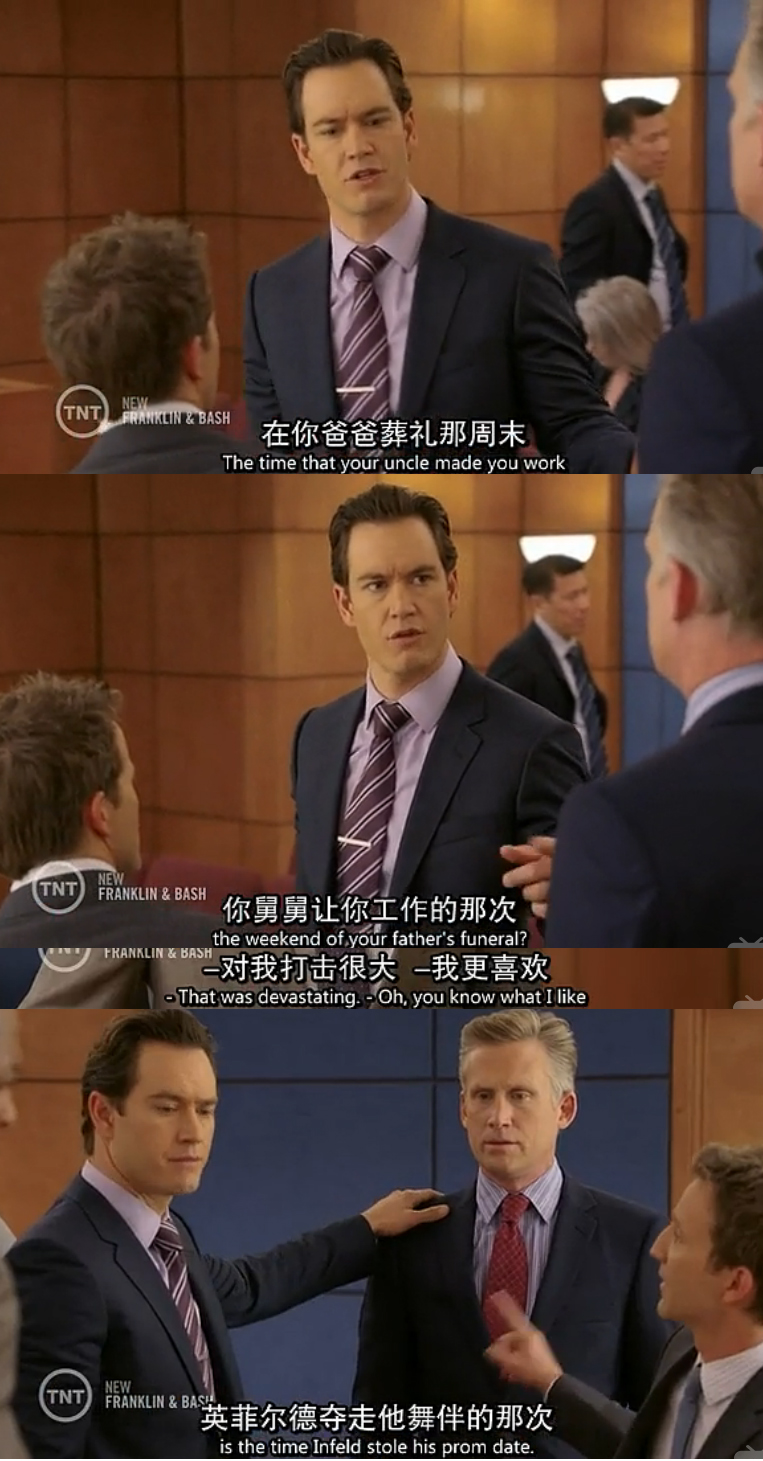 TNT
NEW
FRANKLIN & BASH
在你爸爸葬礼那周末
The time that your uncle made you work
TNT
NEW
FRANKLIN & BASH
你舅舅让你工作的那次
the weekend of your father's funeral?
TNT
FRANKLIN & BASH
–对我打击很大 –我更喜欢
- That was devastating. - Oh, you know what I like
TNT
NEW
FRANKLIN & BASH
英菲尔德夺走他舞伴的那次
is the time Infeld stole his prom date.